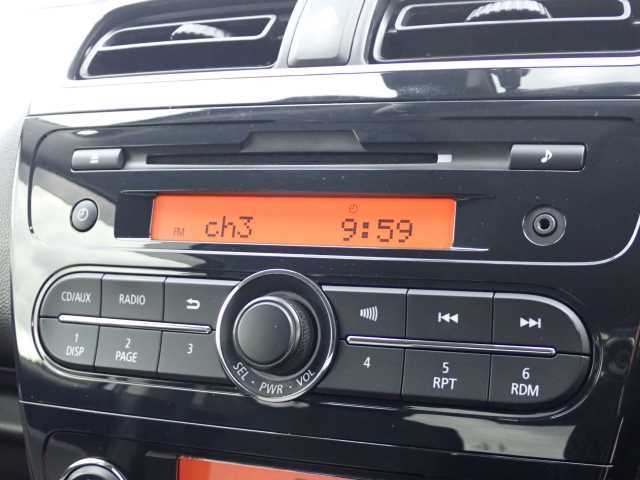 FM ch3 9:59
CD/AUX RADIO
1 DISP 2 PAGE 3 4 5 RPT 6 RDM
SEL · PWR · VOL